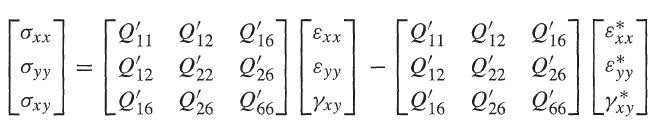 σxx = Q′11 Q′12 Q′16 εxx − Q′11 Q′12 Q′16 ε*xx
σyy = Q′12 Q′22 Q′26 εyy − Q′12 Q′22 Q′26 ε*yy
σxy = Q′16 Q′26 Q′66 γxy − Q′16 Q′26 Q′66 γ*xy